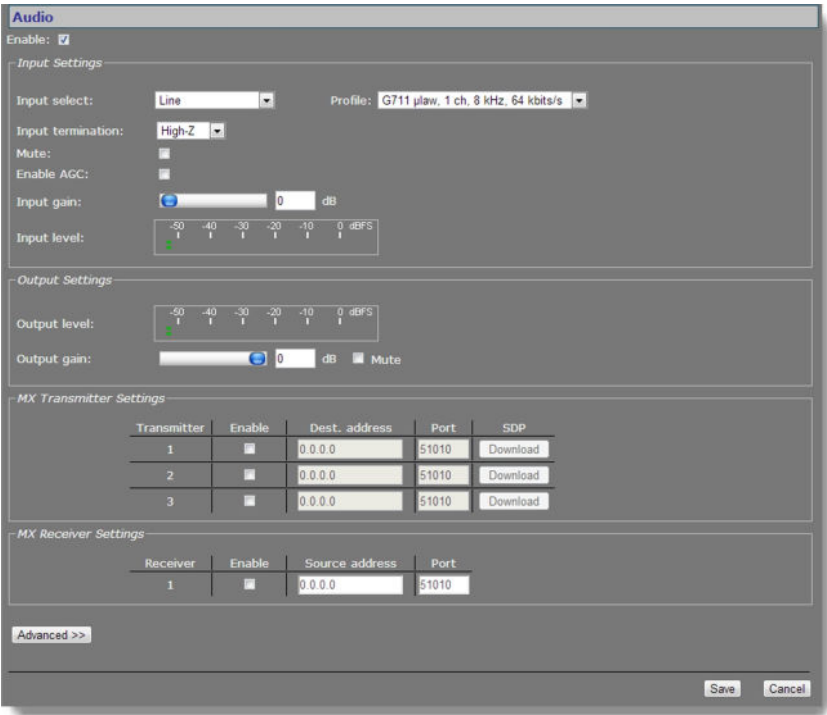 Audio
Enable:
Input Settings
Input select: Line Profile: G711 µlaw, 1 ch, 8 kHz, 64 kbits/s
Input termination: High-Z
Mute:
Enable AGC:
Input gain: 0 dB
Input level: -50 -40 -30 -20 -10 0 dBFS
Output Settings
Output level: -50 -40 -30 -20 -10 0 dBFS
Output gain: 0 dB Mute
MX Transmitter Settings
Transmitter Enable Dest. address Port SDP
1 0.0.0.0 51010 Download
2 0.0.0.0 51010 Download
3 0.0.0.0 51010 Download
MX Receiver Settings
Receiver Enable Source address Port
1 0.0.0.0 51010
Advanced >>
Save Cancel